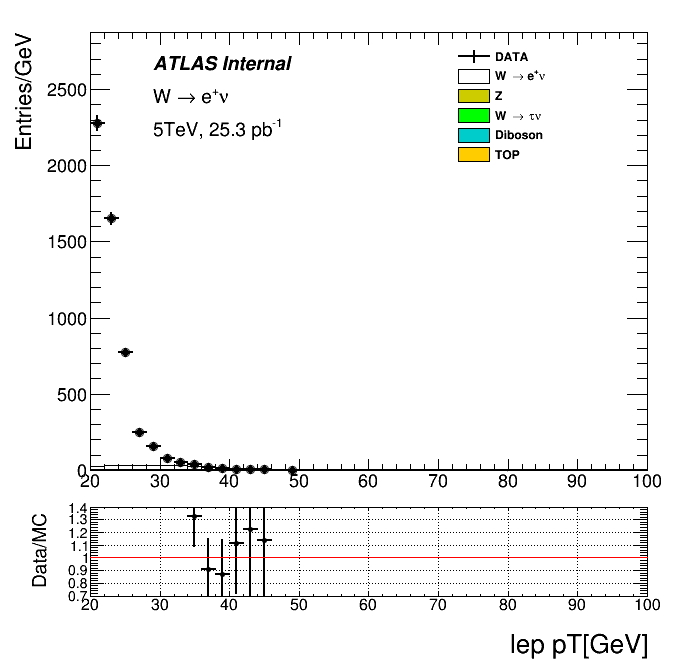 Entries/GeV
2500
2000
1500
1000
500
0
ATLAS Internal
W → e⁺ν
5TeV, 25.3 pb⁻¹
DATA
W → e⁺ν
Z
W → τν
Diboson
TOP
20 30 40 50 60 70 80 90 100
Data/MC
1.4
1.3
1.2
1.1
1
0.9
0.8
0.7
20 30 40 50 60 70 80 90 100
lep pT[GeV]